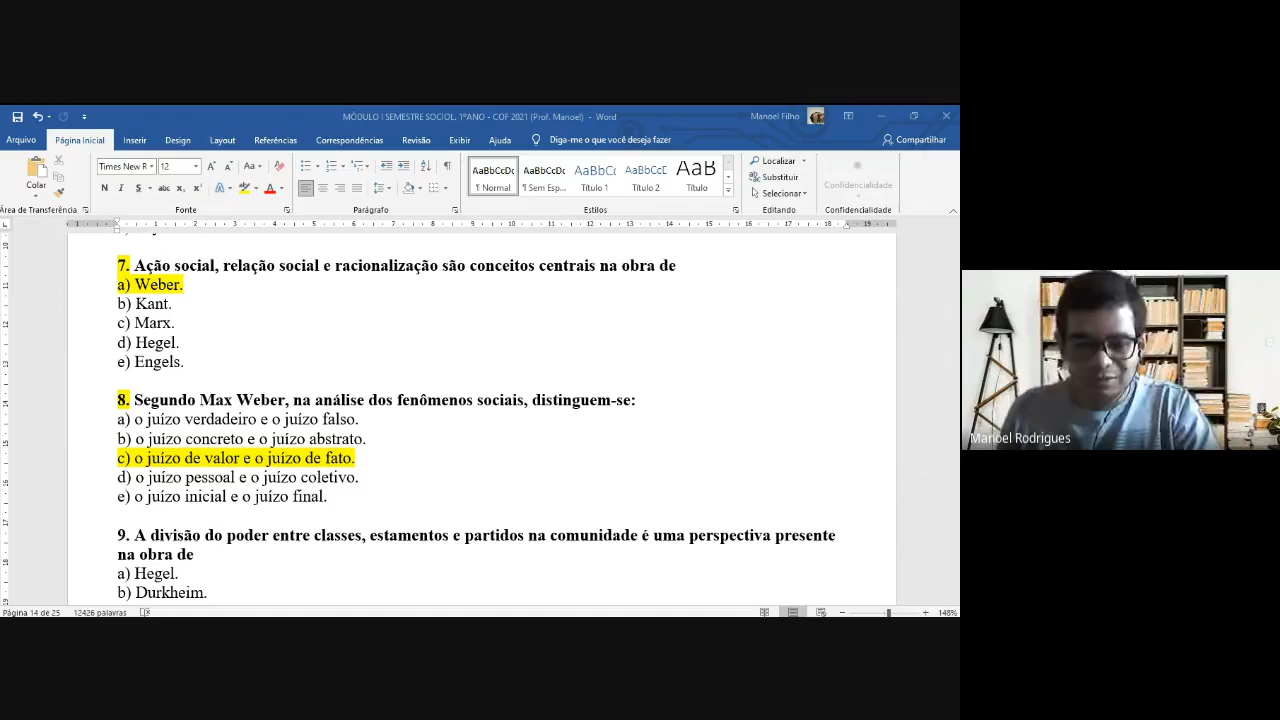 MÓDULO I SEMESTRE SOCIOL. 1ºANO - COF 2021 (Prof. Manoel) - Word
Manoel Filho
Arquivo Página Inicial Inserir Design Layout Referências Correspondências Revisão Exibir Ajuda Diga-me o que você deseja fazer Compartilhar
Colar
Times New R 12
AaBbCcDc AaBbCcDc AaBbC AaBbCcD AaB
¶ Normal ¶ Sem Esp... Título 1 Título 2 Título
Localizar
Substituir
Selecionar
Confidencialidade
Área de Transferência Fonte Parágrafo Estilos Editando Confidencialidade
7. Ação social, relação social e racionalização são conceitos centrais na obra de
a) Weber.
b) Kant.
c) Marx.
d) Hegel.
e) Engels.
8. Segundo Max Weber, na análise dos fenômenos sociais, distinguem-se:
a) o juízo verdadeiro e o juízo falso.
b) o juízo concreto e o juízo abstrato.
c) o juízo de valor e o juízo de fato.
d) o juízo pessoal e o juízo coletivo.
e) o juízo inicial e o juízo final.
9. A divisão do poder entre classes, estamentos e partidos na comunidade é uma perspectiva presente
na obra de
a) Hegel.
b) Durkheim.
Página 14 de 25 12426 palavras 148%
Manoel Rodrigues